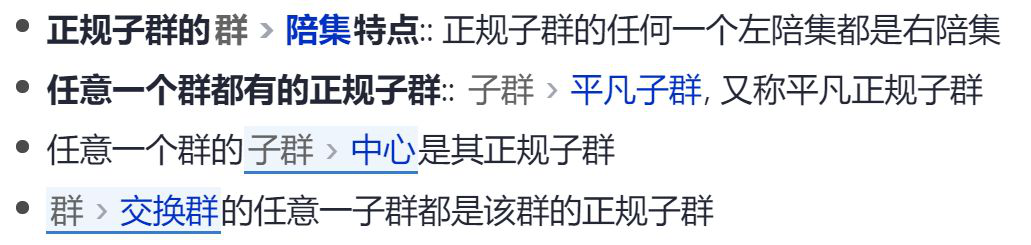 • 正规子群的群 › 陪集特点:: 正规子群的任何一个左陪集都是右陪集
• 任意一个群都有的正规子群:: 子群 › 平凡子群, 又称平凡正规子群
• 任意一个群的子群 › 中心是其正规子群
• 群 › 交换群的任意一子群都是该群的正规子群